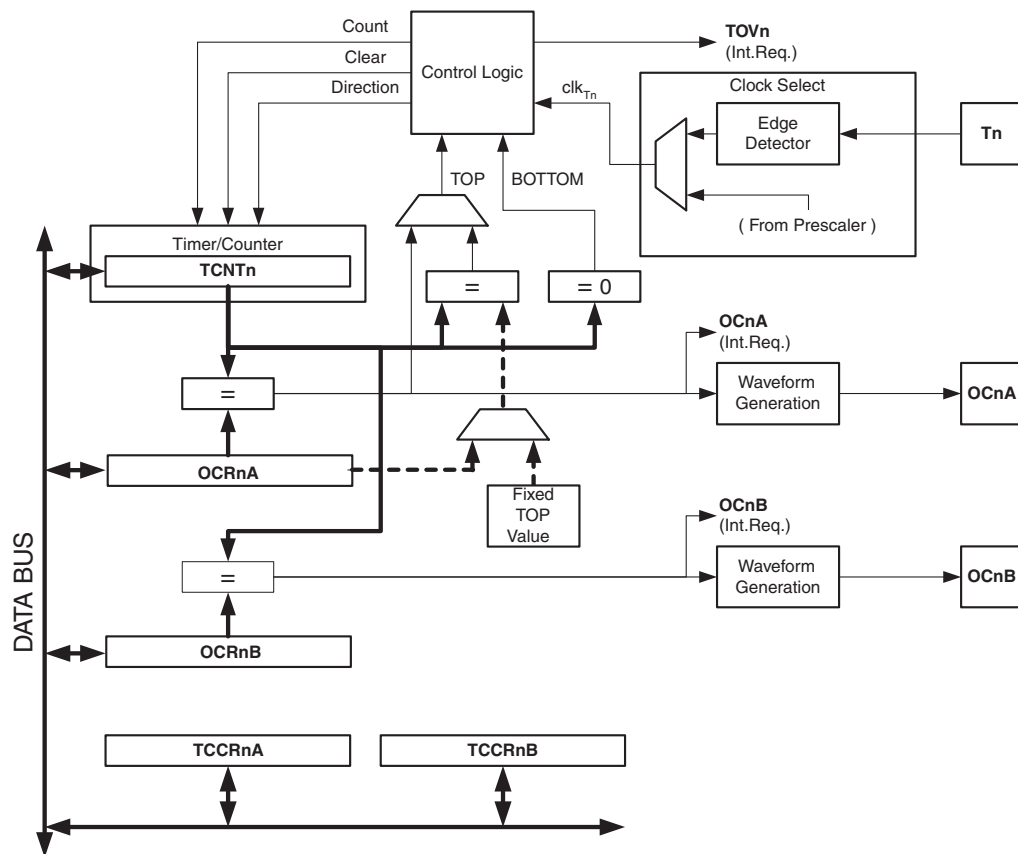 Count
Clear
Direction
Control Logic
TOVn
(Int.Req.)
clkTn
Clock Select
Edge
Detector
Tn
( From Prescaler )
TOP
BOTTOM
Timer/Counter
TCNTn
=
= 0
OCnA
(Int.Req.)
=
Waveform
Generation
OCnA
OCRnA
Fixed
TOP
Value
OCnB
(Int.Req.)
=
Waveform
Generation
OCnB
OCRnB
DATA BUS
TCCRnA
TCCRnB